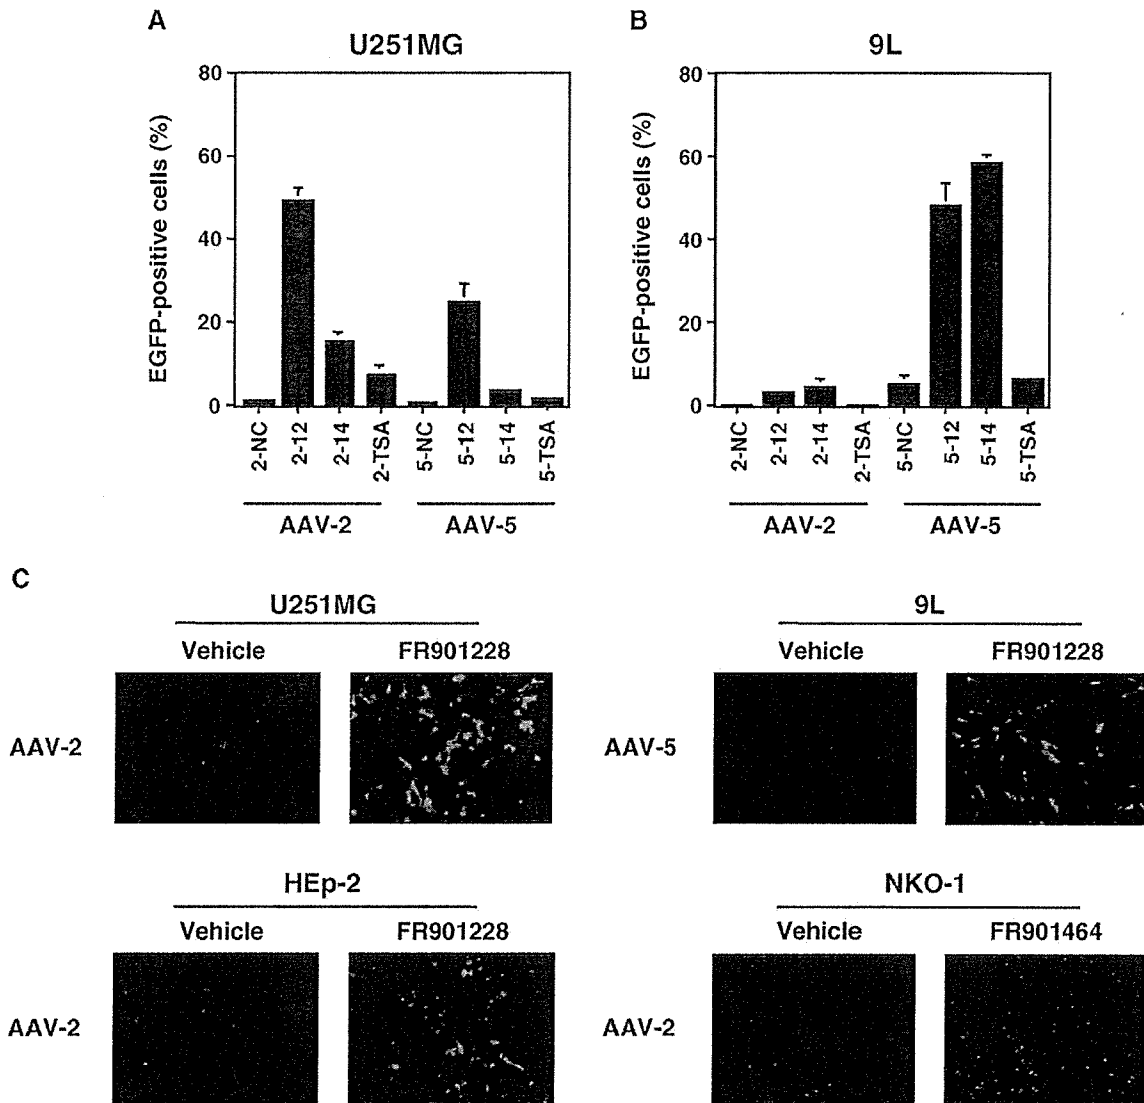 A
U251MG
EGFP-positive cells (%)
80
60
40
20
0
2-NC
2-12
2-14
2-TSA
5-NC
5-12
5-14
5-TSA
AAV-2
AAV-5
B
9L
EGFP-positive cells (%)
80
60
40
20
0
2-NC
2-12
2-14
2-TSA
5-NC
5-12
5-14
5-TSA
AAV-2
AAV-5
C
U251MG
Vehicle
FR901228
AAV-2
9L
Vehicle
FR901228
AAV-5
HEp-2
Vehicle
FR901228
AAV-2
NKO-1
Vehicle
FR901464
AAV-2